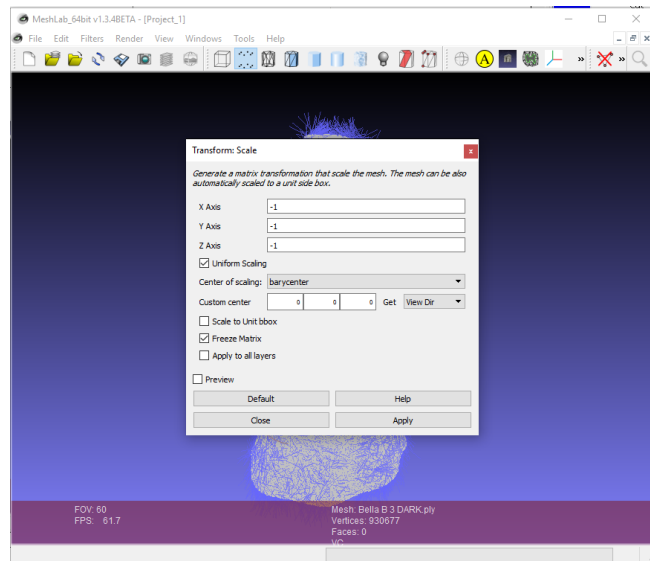 MeshLab_64bit v1.3.4BETA - [Project_1]
File Edit Filters Render View Windows Tools Help
A
Transform: Scale
Generate a matrix transformation that scale the mesh. The mesh can be also
automatically scaled to a unit side box.
X Axis -1
Y Axis -1
Z Axis -1
Uniform Scaling
Center of scaling: barycenter
Custom center 0 0 0 Get View Dir
Scale to Unit bbox
Freeze Matrix
Apply to all layers
Preview
Default Help
Close Apply
FOV: 60 Mesh: Bella B 3 DARK.ply
FPS: 61.7 Vertices: 930677
Faces: 0
VC